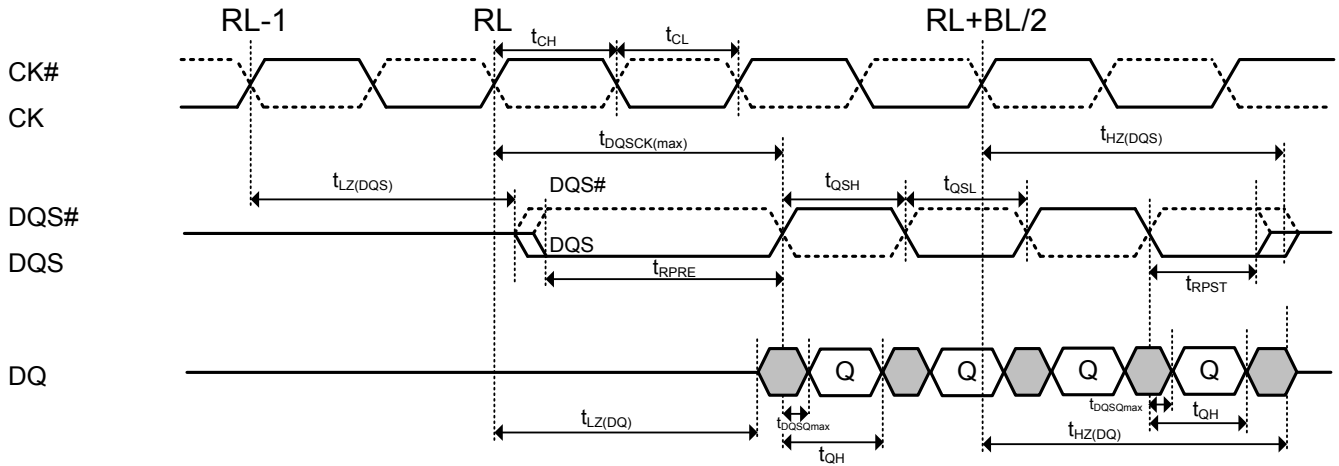 RL-1 RL RL+BL/2
tCH tCL
CK#
CK
tDQSCK(max) tHZ(DQS)
tLZ(DQS) DQS# tQSH tQSL
DQS#
DQS
DQS
tRPRE tRPST
DQ Q Q Q Q
tDQSQmax tDQSQmax
tLZ(DQ) tQH tHZ(DQ) tQH